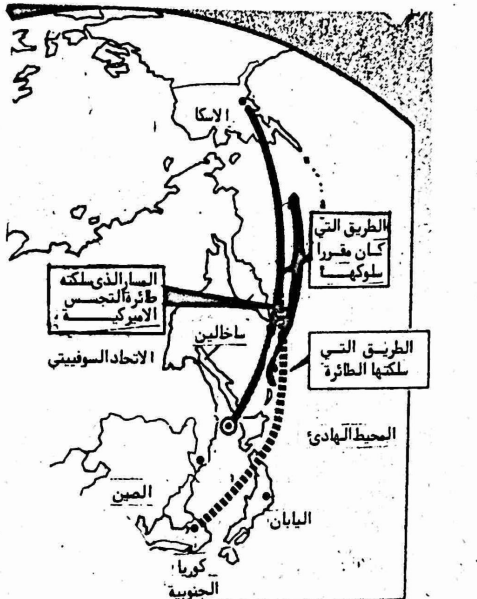 الاسكا
الطريق التي
كان مقررا
سلوكها
المسار الذي سلكته
طائرة التجسس
الاميركية
ساخالين
الاتحاد السوفييتي
الطريق التي
سلكتها الطائرة
المحيط الهادئ
الصين
اليابان
كوريا
الجنوبية